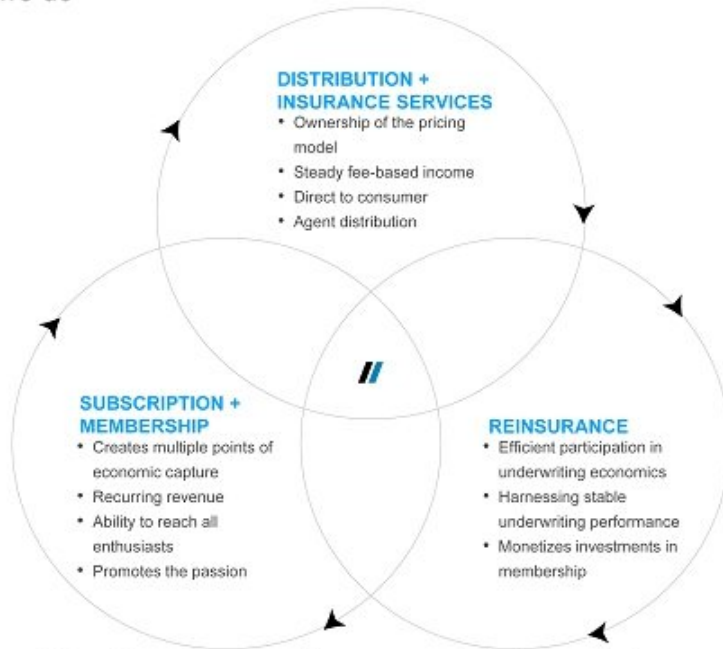 DISTRIBUTION +
INSURANCE SERVICES
• Ownership of the pricing
model
• Steady fee-based income
• Direct to consumer
• Agent distribution
SUBSCRIPTION +
MEMBERSHIP
• Creates multiple points of
economic capture
• Recurring revenue
• Ability to reach all
enthusiasts
• Promotes the passion
REINSURANCE
• Efficient participation in
underwriting economics
• Harnessing stable
underwriting performance
• Monetizes investments in
membership